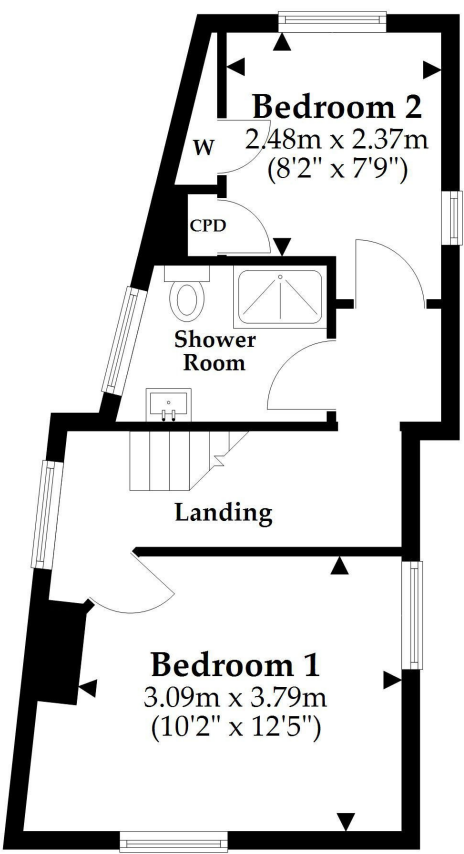 Bedroom 2
2.48m x 2.37m
(8'2" x 7'9")
W
CPD
Shower
Room
Landing
Bedroom 1
3.09m x 3.79m
(10'2" x 12'5")